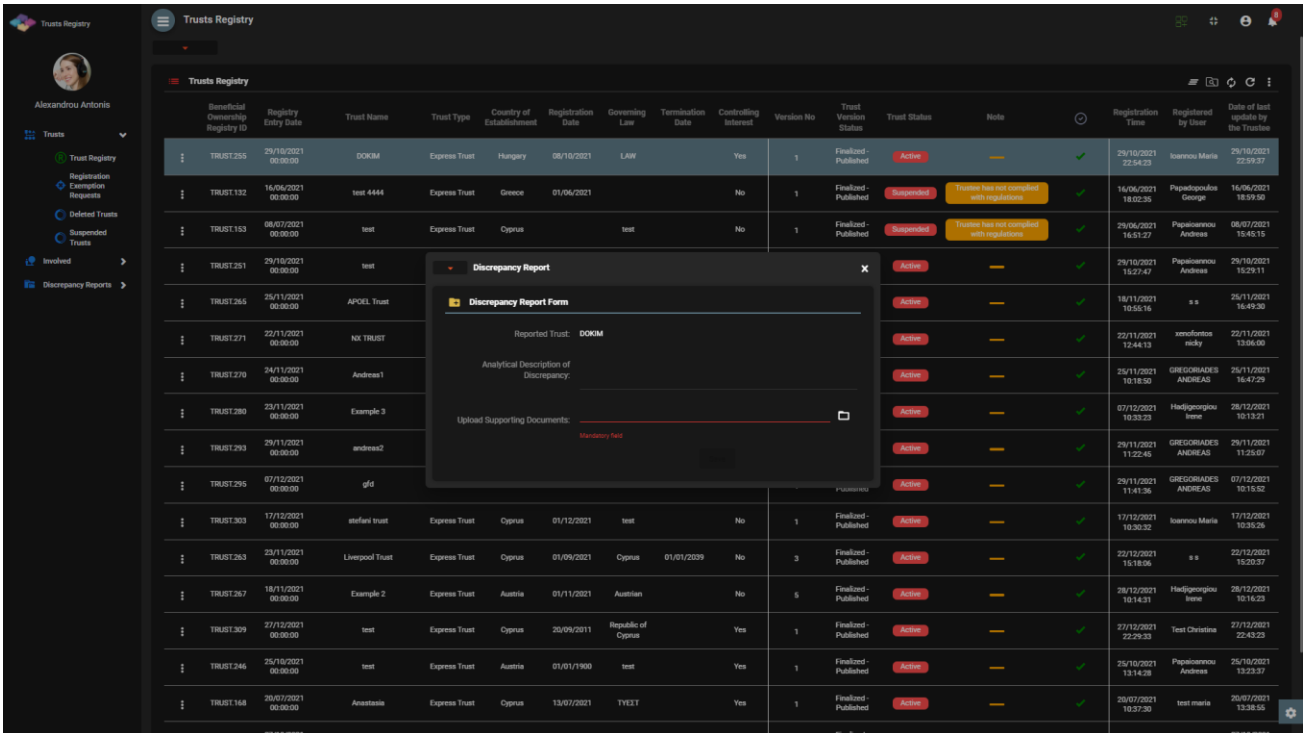 Trusts Registry
Trusts Registry
8
Alexandrou Antonis
Trusts
Trust Registry
Registration
Exemption
Requests
Deleted Trusts
Suspended
Trusts
Involved
Discrepancy Reports
Trusts Registry
Beneficial Ownership Registry ID Registry Entry Date Trust Name Trust Type Country of Establishment Registration Date Governing Law Termination Date Controlling Interest Version No Trust Version Status Trust Status Note Registration Time Registered by User Date of last update by the Trustee
TRUST.255 29/10/2021 00:00:00 DOKIM Express Trust Hungary 08/10/2021 LAW Yes 1 Finalized - Published Active 29/10/2021 22:54:23 Ioannou Maria 29/10/2021 22:59:37
TRUST.132 16/06/2021 00:00:00 test 4444 Express Trust Greece 01/06/2021 No 1 Finalized - Published Suspended Trustee has not complied with regulations 16/06/2021 18:02:35 Papadopoulos George 16/06/2021 18:59:50
TRUST.153 08/07/2021 00:00:00 test Express Trust Cyprus test No 1 Finalized - Published Suspended Trustee has not complied with regulations 29/06/2021 16:51:27 Papaioannou Andreas 08/07/2021 15:45:15
TRUST.251 29/10/2021 00:00:00 test Active 29/10/2021 15:27:47 Papaioannou Andreas 29/10/2021 15:29:11
TRUST.265 25/11/2021 00:00:00 APOEL Trust Active 18/11/2021 10:55:16 s s 25/11/2021 16:49:30
TRUST.271 22/11/2021 00:00:00 NX TRUST Active 22/11/2021 12:44:13 xenofontos nicky 22/11/2021 13:06:00
TRUST.270 24/11/2021 00:00:00 Andreas1 Active 25/11/2021 10:18:50 GREGORIADES ANDREAS 25/11/2021 16:47:29
TRUST.280 23/11/2021 00:00:00 Example 3 Active 07/12/2021 10:33:23 Hadjigeorgiou Irene 28/12/2021 10:13:21
TRUST.293 29/11/2021 00:00:00 andreas2 Active 29/11/2021 11:22:45 GREGORIADES ANDREAS 29/11/2021 11:25:07
TRUST.295 07/12/2021 00:00:00 gfd Published Active 29/11/2021 11:41:36 GREGORIADES ANDREAS 07/12/2021 10:15:52
TRUST.303 17/12/2021 00:00:00 stefani trust Express Trust Cyprus 01/12/2021 test No 1 Finalized - Published Active 17/12/2021 10:30:32 Ioannou Maria 17/12/2021 10:35:26
TRUST.263 23/11/2021 00:00:00 Liverpool Trust Express Trust Cyprus 01/09/2021 Cyprus 01/01/2039 No 3 Finalized - Published Active 22/12/2021 15:18:06 s s 22/12/2021 15:20:37
TRUST.267 18/11/2021 00:00:00 Example 2 Express Trust Austria 01/11/2021 Austrian No 5 Finalized - Published Active 28/12/2021 10:14:31 Hadjigeorgiou Irene 28/12/2021 10:16:23
TRUST.309 27/12/2021 00:00:00 test Express Trust Cyprus 20/09/2011 Republic of Cyprus Yes 1 Finalized - Published Active 27/12/2021 22:29:33 Test Christina 27/12/2021 22:43:23
TRUST.246 25/10/2021 00:00:00 test Express Trust Austria 01/01/1900 test Yes 1 Finalized - Published Active 25/10/2021 13:14:28 Papaioannou Andreas 25/10/2021 13:23:37
TRUST.168 20/07/2021 00:00:00 Anastasia Express Trust Cyprus 13/07/2021 ΤΥΕΣΤ Yes 1 Finalized - Published Active 20/07/2021 10:37:30 test maria 20/07/2021 13:38:55
Discrepancy Report
x
Discrepancy Report Form
Reported Trust: DOKIM
Analytical Description of
Discrepancy:
Upload Supporting Documents:
Mandatory field